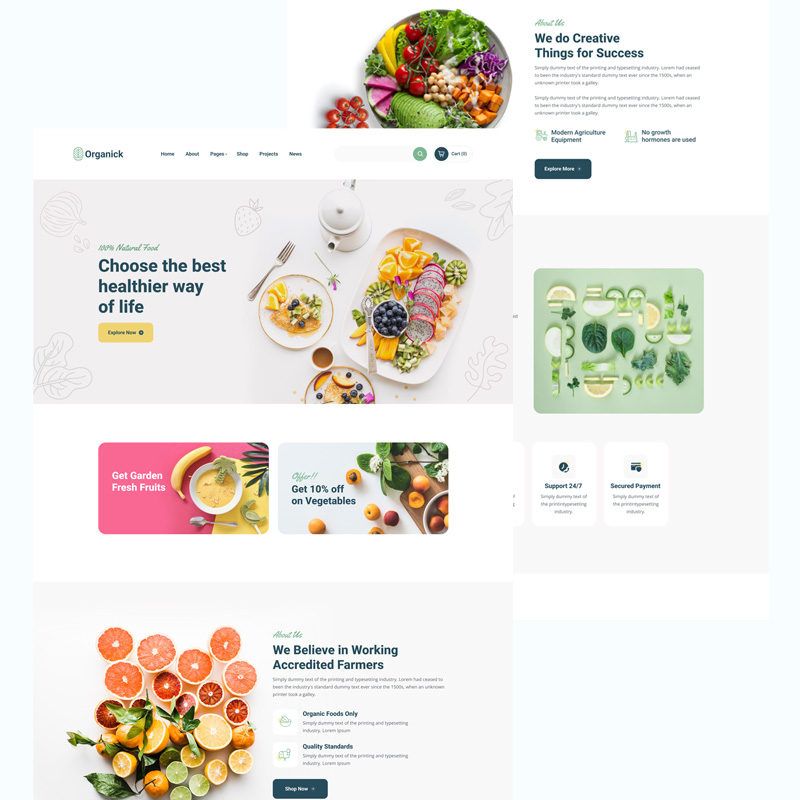 About Us
We do Creative
Things for Success
Simply dummy text of the printing and typesetting industry. Lorem had ceased
to been the industry's standard dummy text ever since the 1500s, when an
unknown printer took a galley.
Simply dummy text of the printing and typesetting industry. Lorem had ceased
to been the industry's standard dummy text ever since the 1500s, when an
unknown printer took a galley.
Modern Agriculture
Equipment
No growth
hormones are used
Explore More
Organick
Home
About
Pages
Shop
Projects
News
Cart (0)
100% Natural Food
Choose the best
healthier way
of life
Explore Now
Get Garden
Fresh Fruits
Offer!!
Get 10% off
on Vegetables
Support 24/7
Simply dummy text of
the printintypesetting
industry.
Secured Payment
Simply dummy text of
the printintypesetting
industry.
About Us
We Believe in Working
Accredited Farmers
Simply dummy text of the printing and typesetting industry. Lorem had ceased to
been the industry's standard dummy text ever since the 1500s, when an unknown
printer took a galley.
Organic Foods Only
Simply dummy text of the printing and typesetting
industry. Lorem Ipsum
Quality Standards
Simply dummy text of the printing and typesetting
industry. Lorem Ipsum
Shop Now